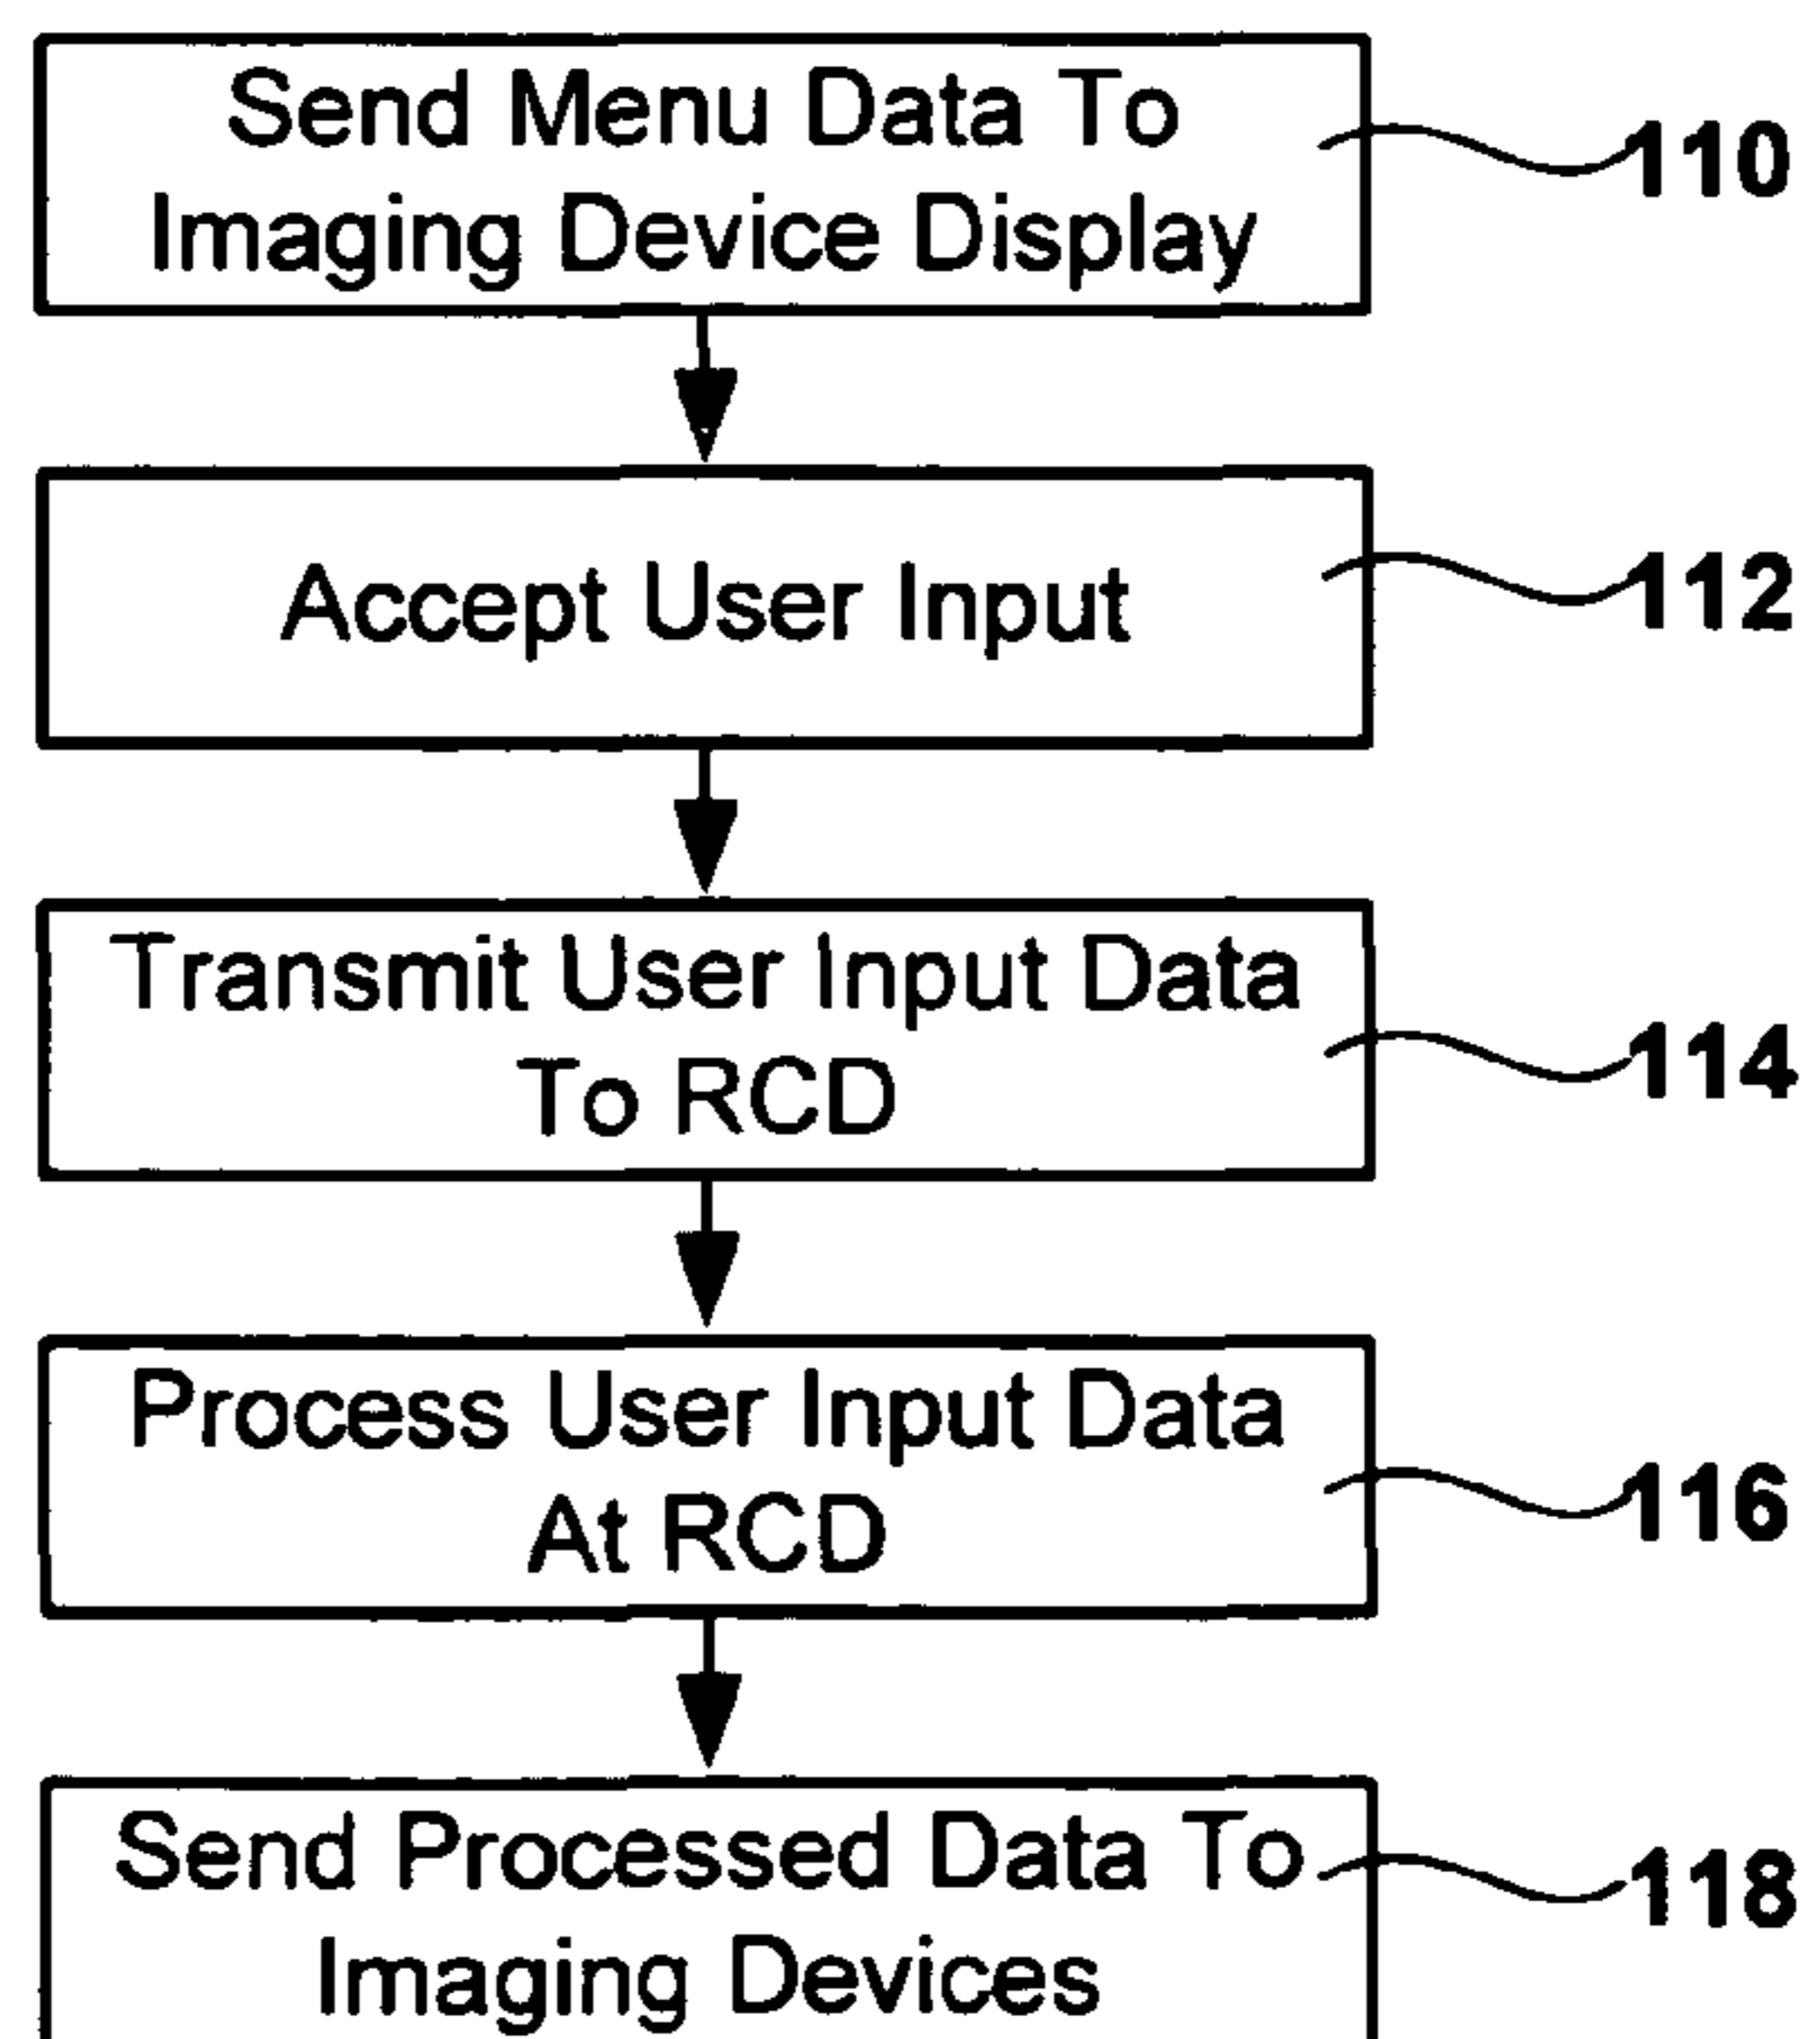 Send Menu Data To
Imaging Device Display
110
Accept User Input
112
Transmit User Input Data
To RCD
114
Process User Input Data
At RCD
116
Send Processed Data To
Imaging Devices
118